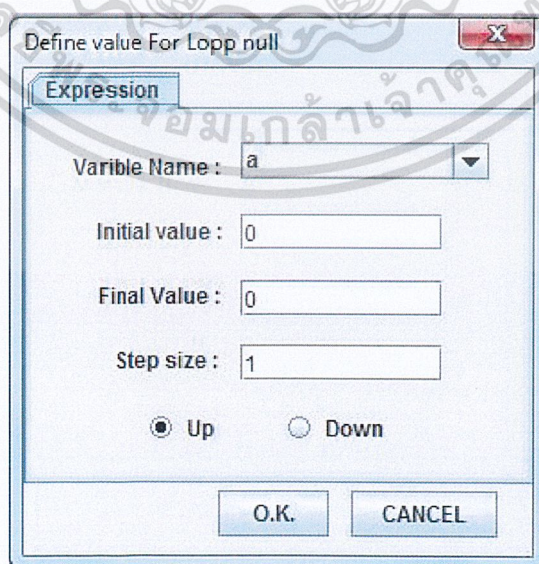 Define value For Lopp null
Expression
Varible Name : a
Initial value : 0
Final Value : 0
Step size : 1
Up Down
O.K. CANCEL